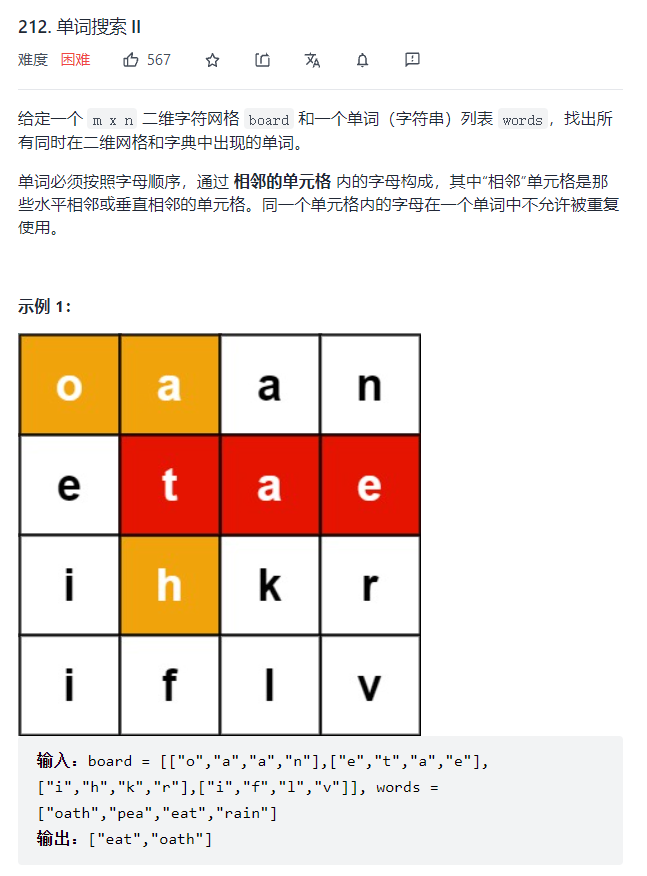 212. 单词搜索 II
难度 困难 567
给定一个 m x n 二维字符网格 board 和一个单词（字符串）列表 words，找出所
有同时在二维网格和字典中出现的单词。
单词必须按照字母顺序，通过 相邻的单元格 内的字母构成，其中“相邻”单元格是那
些水平相邻或垂直相邻的单元格。同一个单元格内的字母在一个单词中不允许被重复
使用。
示例 1：
o a a n
e t a e
i h k r
i f l v
输入：board = [["o","a","a","n"],["e","t","a","e"],
["i","h","k","r"],["i","f","l","v"]], words =
["oath","pea","eat","rain"]
输出：["eat","oath"]